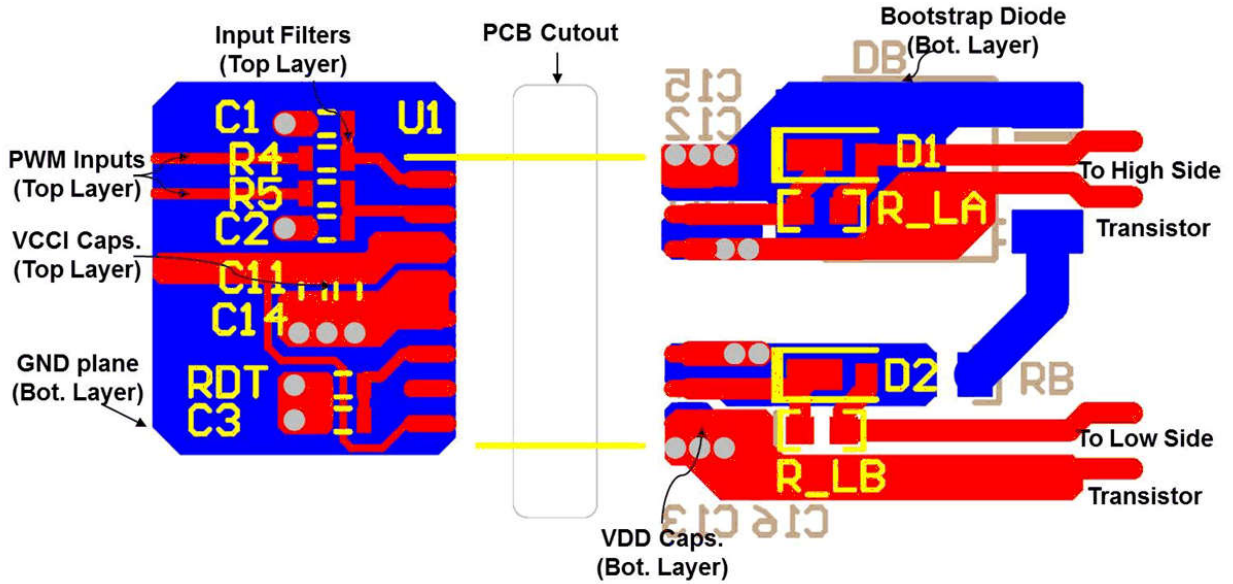 Input Filters
(Top Layer)
PCB Cutout
Bootstrap Diode
(Bot. Layer)
DB
C15
C12
C1
U1
PWM Inputs
(Top Layer)
R4
R5
D1
To High Side
Transistor
C2
R_LA
VCCI Caps.
(Top Layer)
C11
C14
GND plane
(Bot. Layer)
RDT
C3
D2
RB
To Low Side
Transistor
R_LB
C13
C16
VDD Caps.
(Bot. Layer)